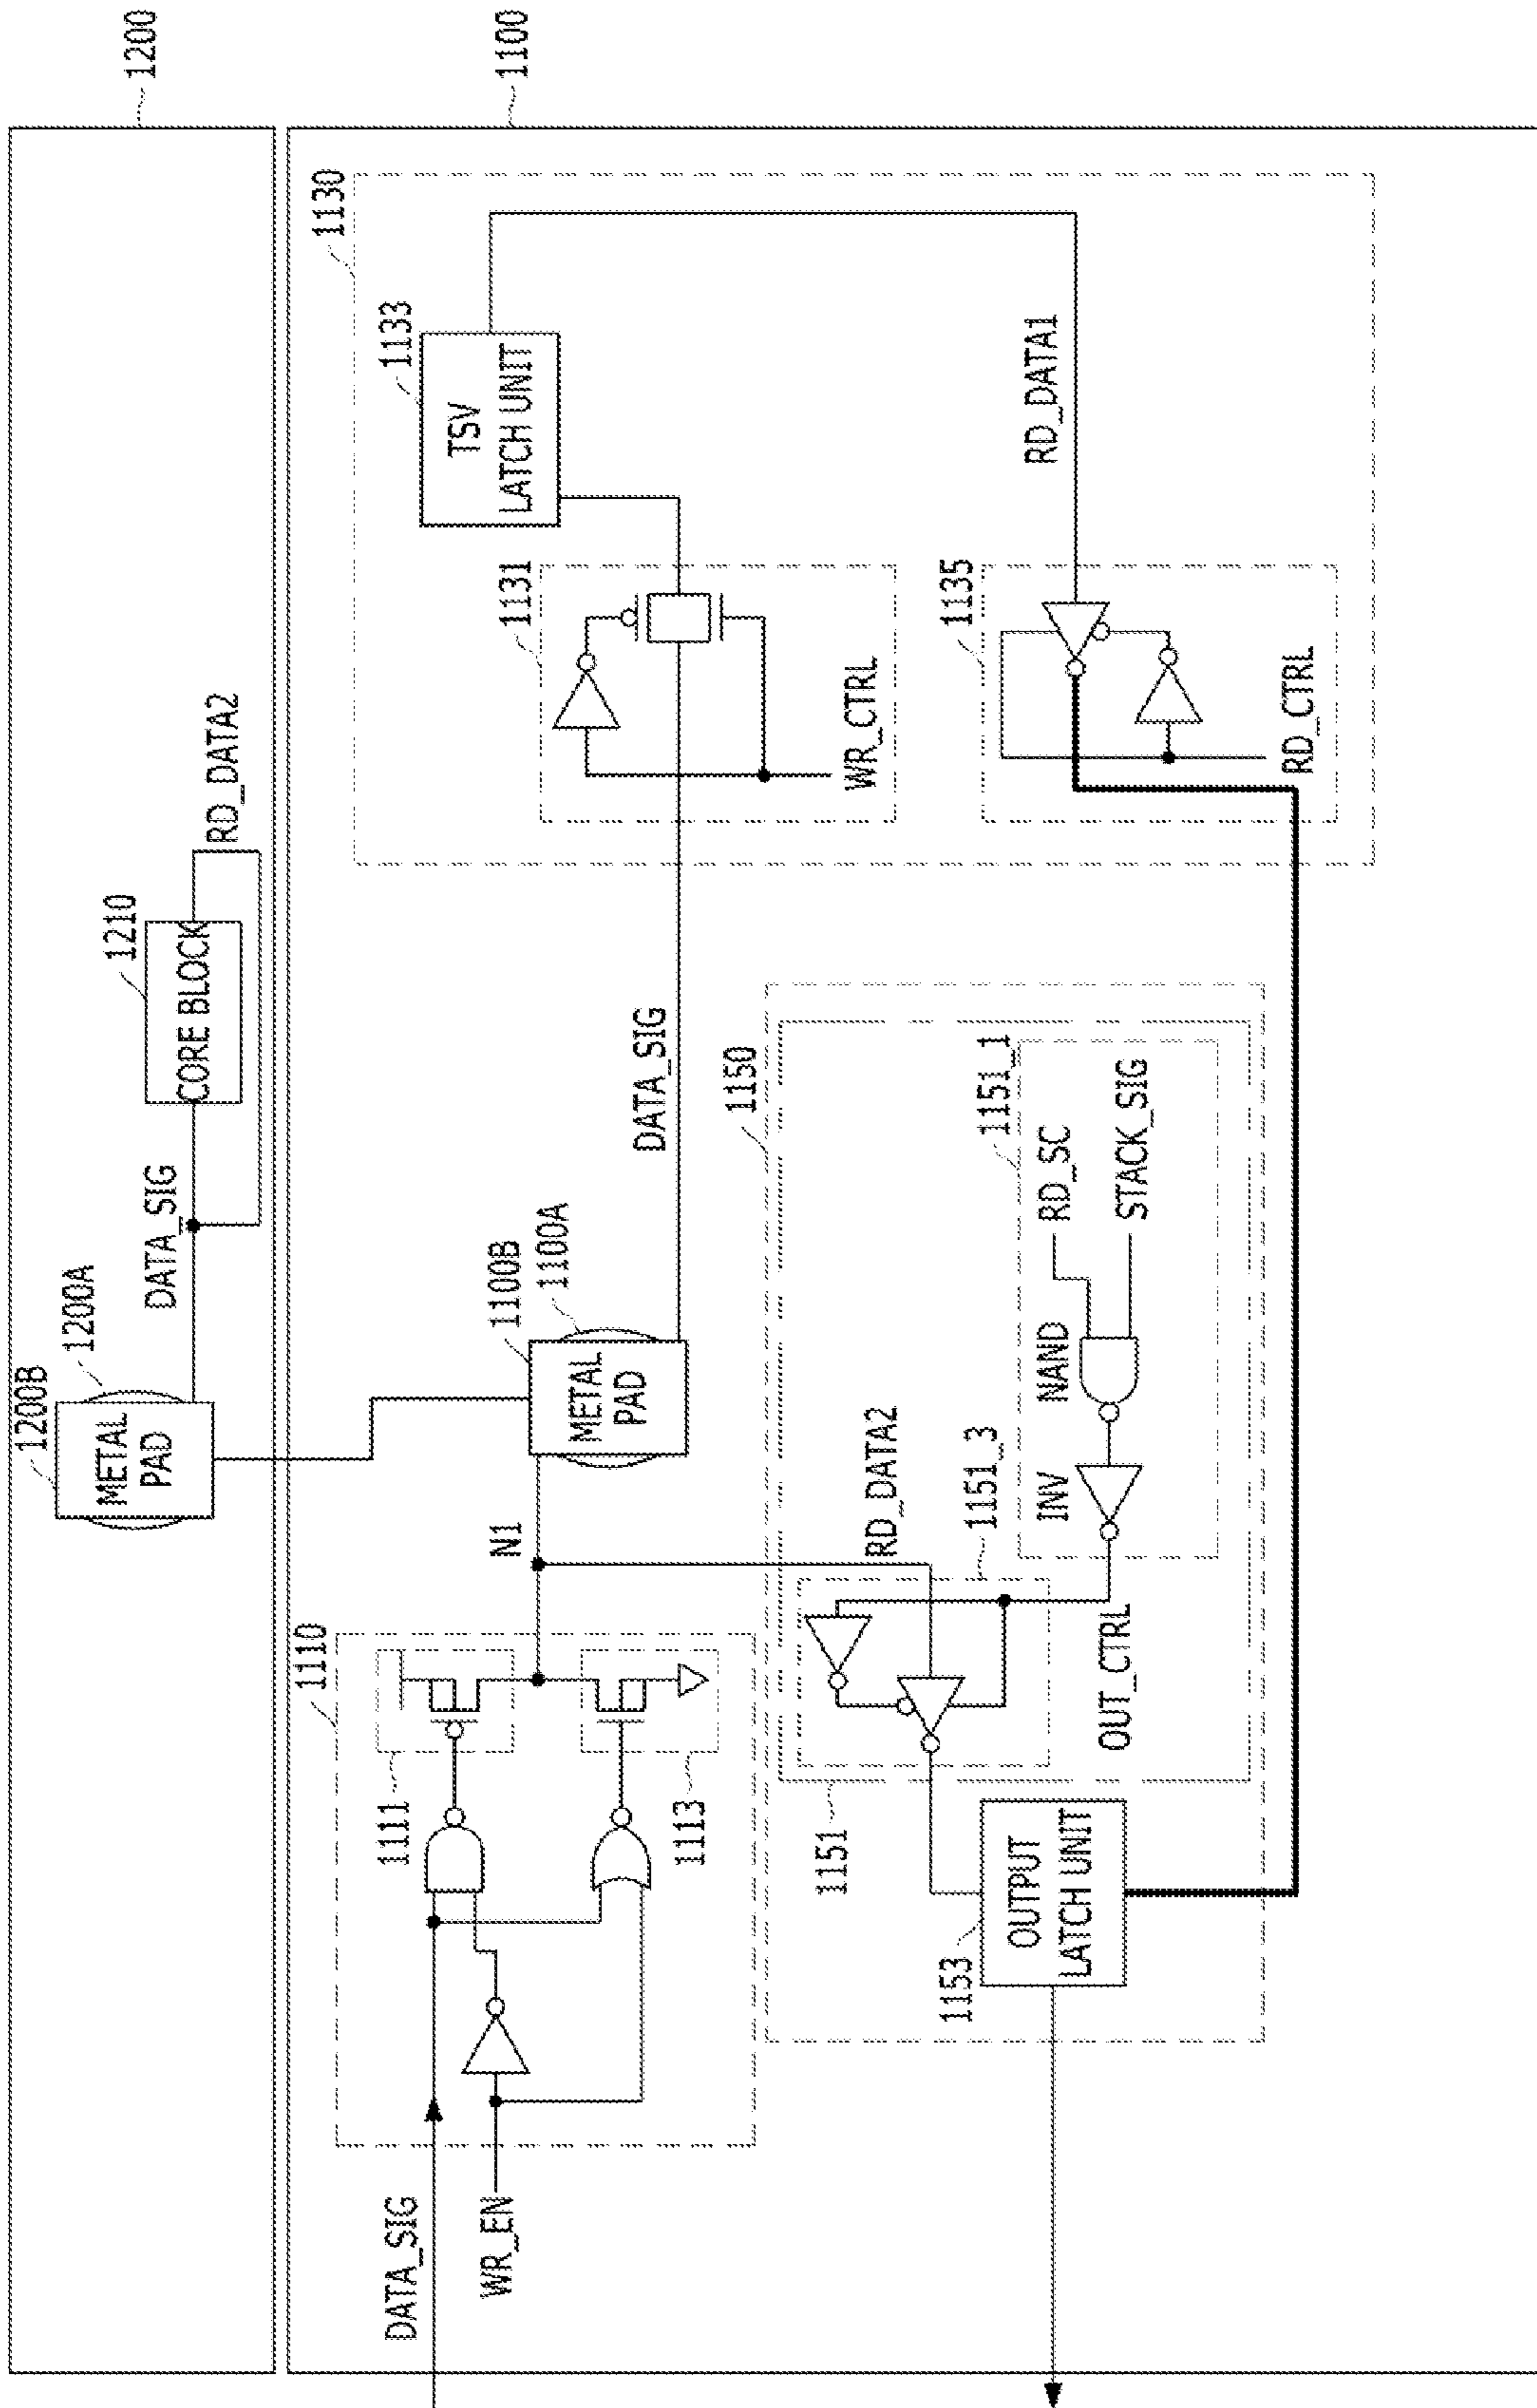 1200
1200B
1200A
METAL
PAD
DATA_SIG
1210
CORE BLOCK
RD_DATA2
1100
1110
DATA_SIG
WR_EN
1111
1113
N1
1100B
1100A
METAL
PAD
DATA_SIG
1130
1131
WR_CTRL
1133
TSV
LATCH UNIT
RD_DATA1
1135
RD_CTRL
1150
1151
1151_3
RD_DATA2
OUT_CTRL
1151_1
INV
NAND
RD_SC
STACK_SIG
1153
OUTPUT
LATCH UNIT